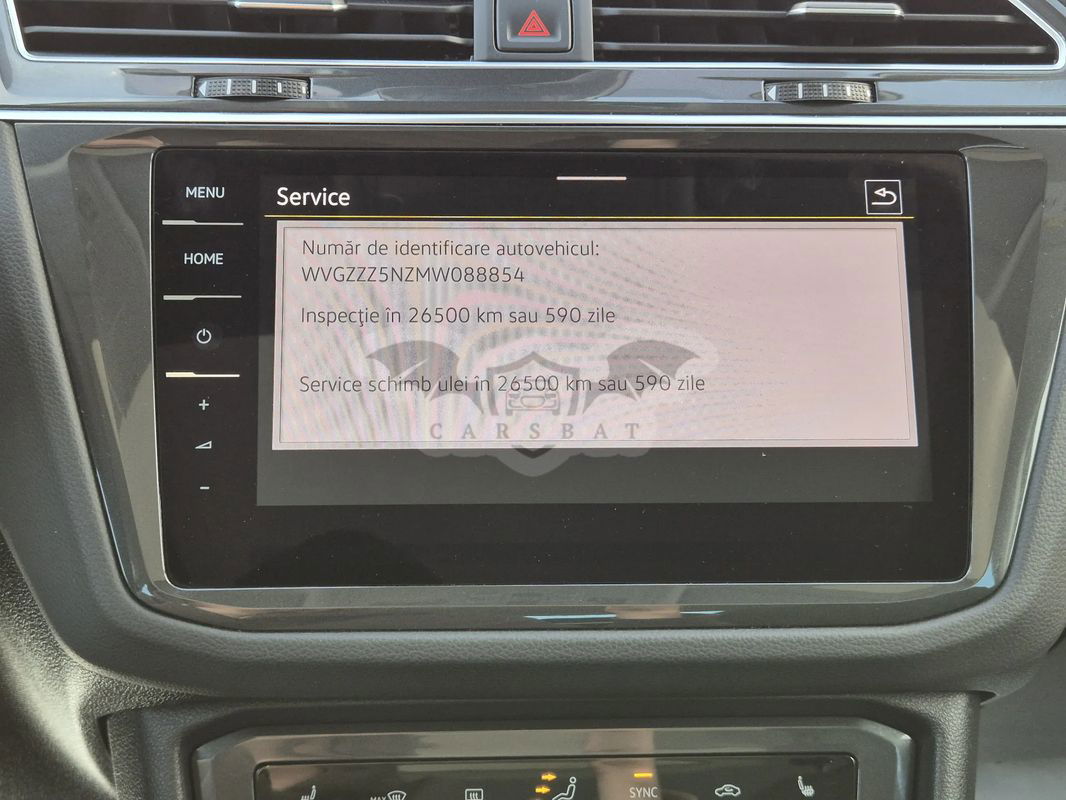 MENU
Service
HOME
Număr de identificare autovehicul:
WVGZZZ5NZMW088854
Inspecţie în 26500 km sau 590 zile
Service schimb ulei în 26500 km sau 590 zile
CARSBAT
+
-
MAX
SYNC